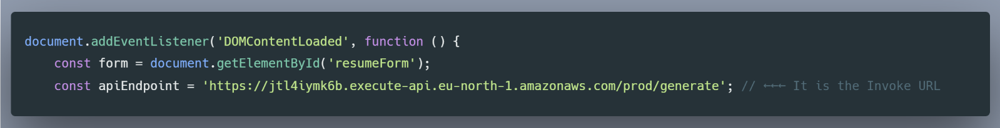 document.addEventListener('DOMContentLoaded', function () {
    const form = document.getElementById('resumeForm');
    const apiEndpoint = 'https://jtl4iymk6b.execute-api.eu-north-1.amazonaws.com/prod/generate'; // ←←← It is the Invoke URL